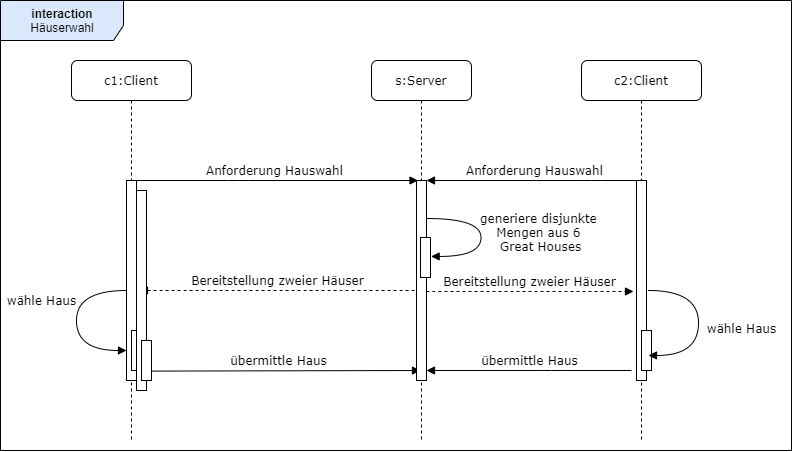 interaction
Häuserwahl
c1:Client
s:Server
c2:Client
Anforderung Hauswahl
Anforderung Hauswahl
generiere disjunkte
Mengen aus 6
Great Houses
Bereitstellung zweier Häuser
Bereitstellung zweier Häuser
wähle Haus
wähle Haus
übermittle Haus
übermittle Haus